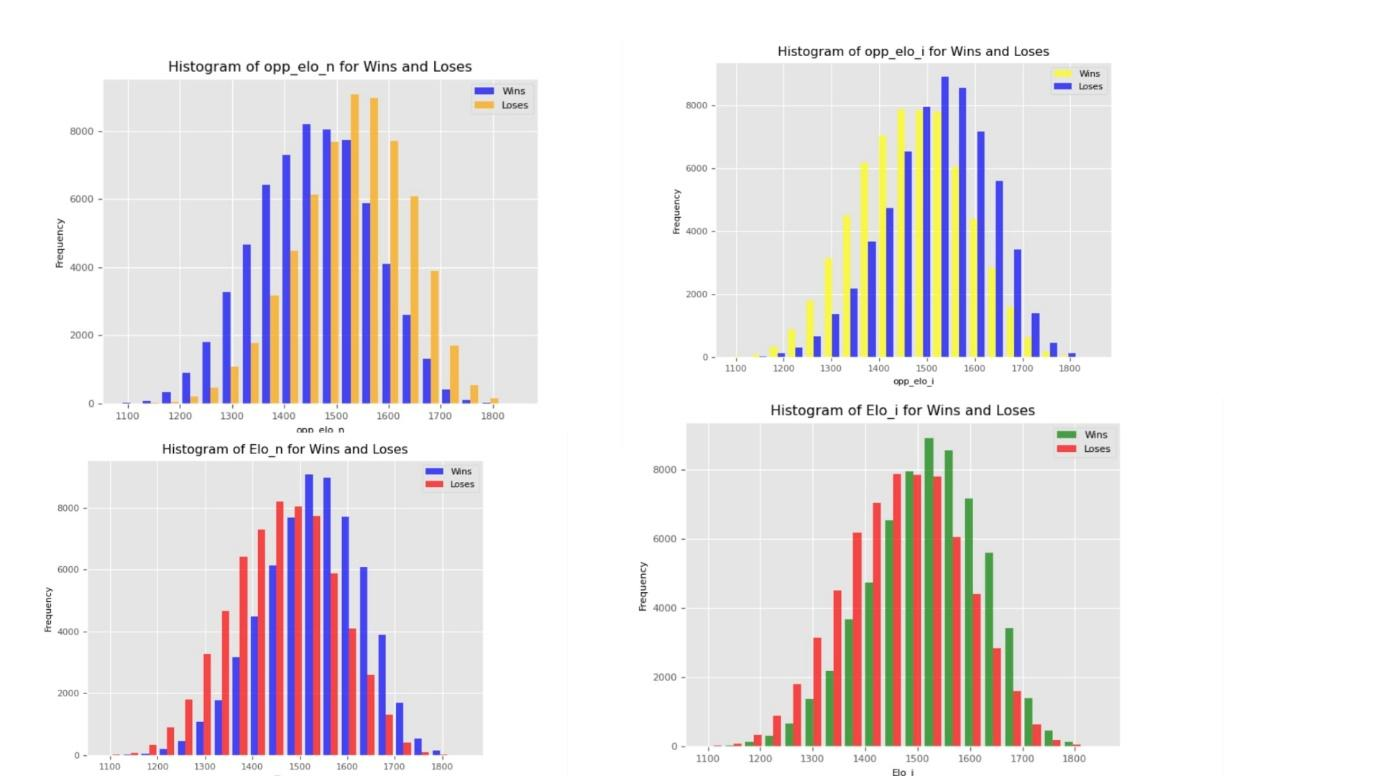 Histogram of opp_elo_n for Wins and Loses
Wins
Loses
Frequency
8000
6000
4000
2000
0
1100 1200 1300 1400 1500 1600 1700 1800
opp_elo_n
Histogram of opp_elo_i for Wins and Loses
Wins
Loses
Frequency
8000
6000
4000
2000
0
1100 1200 1300 1400 1500 1600 1700 1800
opp_elo_i
Histogram of Elo_n for Wins and Loses
Wins
Loses
Frequency
8000
6000
4000
2000
0
1100 1200 1300 1400 1500 1600 1700 1800
Histogram of Elo_i for Wins and Loses
Wins
Loses
Frequency
8000
6000
4000
2000
0
1100 1200 1300 1400 1500 1600 1700 1800
Elo_i